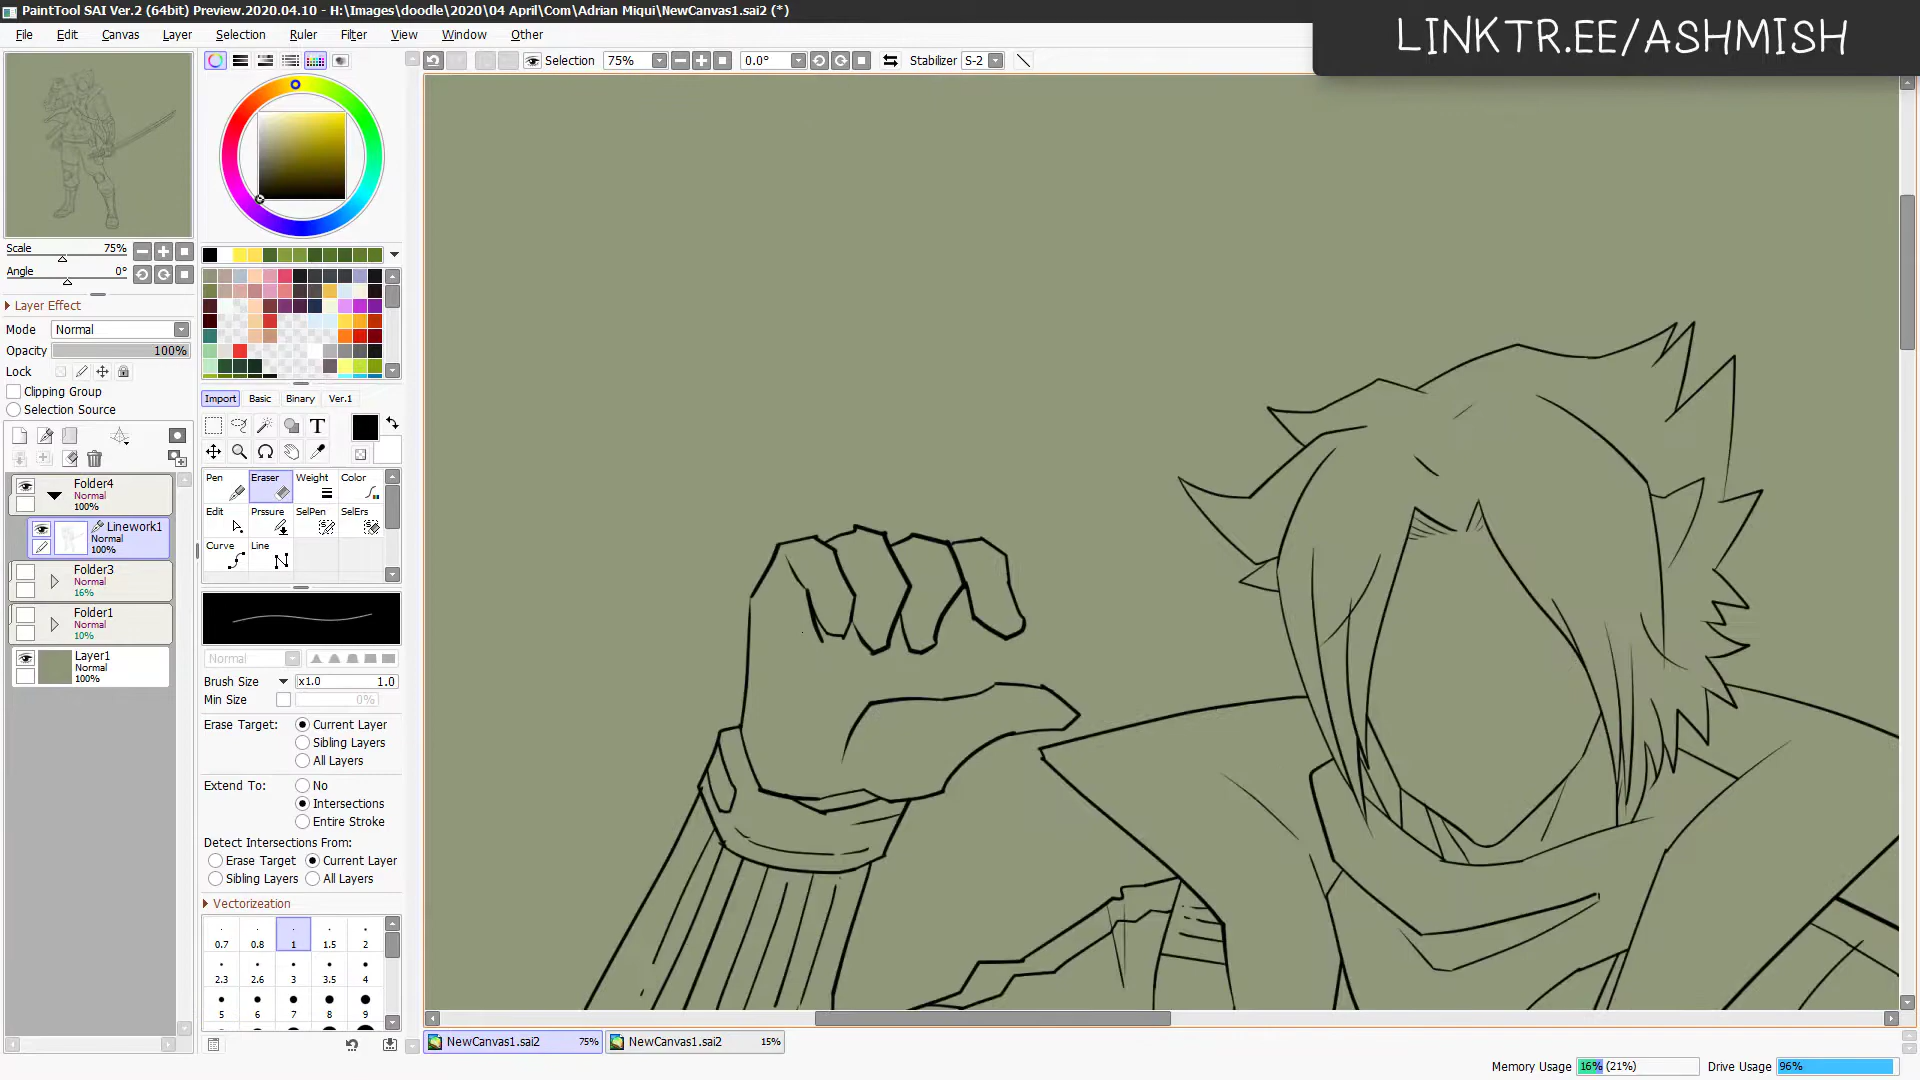 PaintTool SAI Ver.2 (64bit) Preview.2020.04.10 - H:\Images\doodle\2020\04 April\Com\Adrian Miqui\NewCanvas1.sai2 (*)
LINKTR.EE/ASHMISH
File Edit Canvas Layer Selection Ruler Filter View Window Other
Selection 75% 0.0° Stabilizer S-2
Scale 75%
Angle 0°
Layer Effect
Mode Normal
Opacity 100%
Lock
Clipping Group
Selection Source
Folder4
Normal
100%
Linework1
Normal
100%
Folder3
Normal
16%
Folder1
Normal
10%
Layer1
Normal
100%
Import Basic Binary Ver.1
T
Pen Eraser Weight Color
Edit Prssure SelPen SelErs
Curve Line
Normal
Brush Size x1.0 1.0
Min Size 0%
Erase Target: Current Layer
Sibling Layers
All Layers
Extend To: No
Intersections
Entire Stroke
Detect Intersections From:
Erase Target Current Layer
Sibling Layers All Layers
Vectorization
0.7 0.8 1 1.5 2
2.3 2.6 3 3.5 4
5 6 7 8 9
NewCanvas1.sai2 75% NewCanvas1.sai2 15%
Memory Usage 16% (21%) Drive Usage 96%